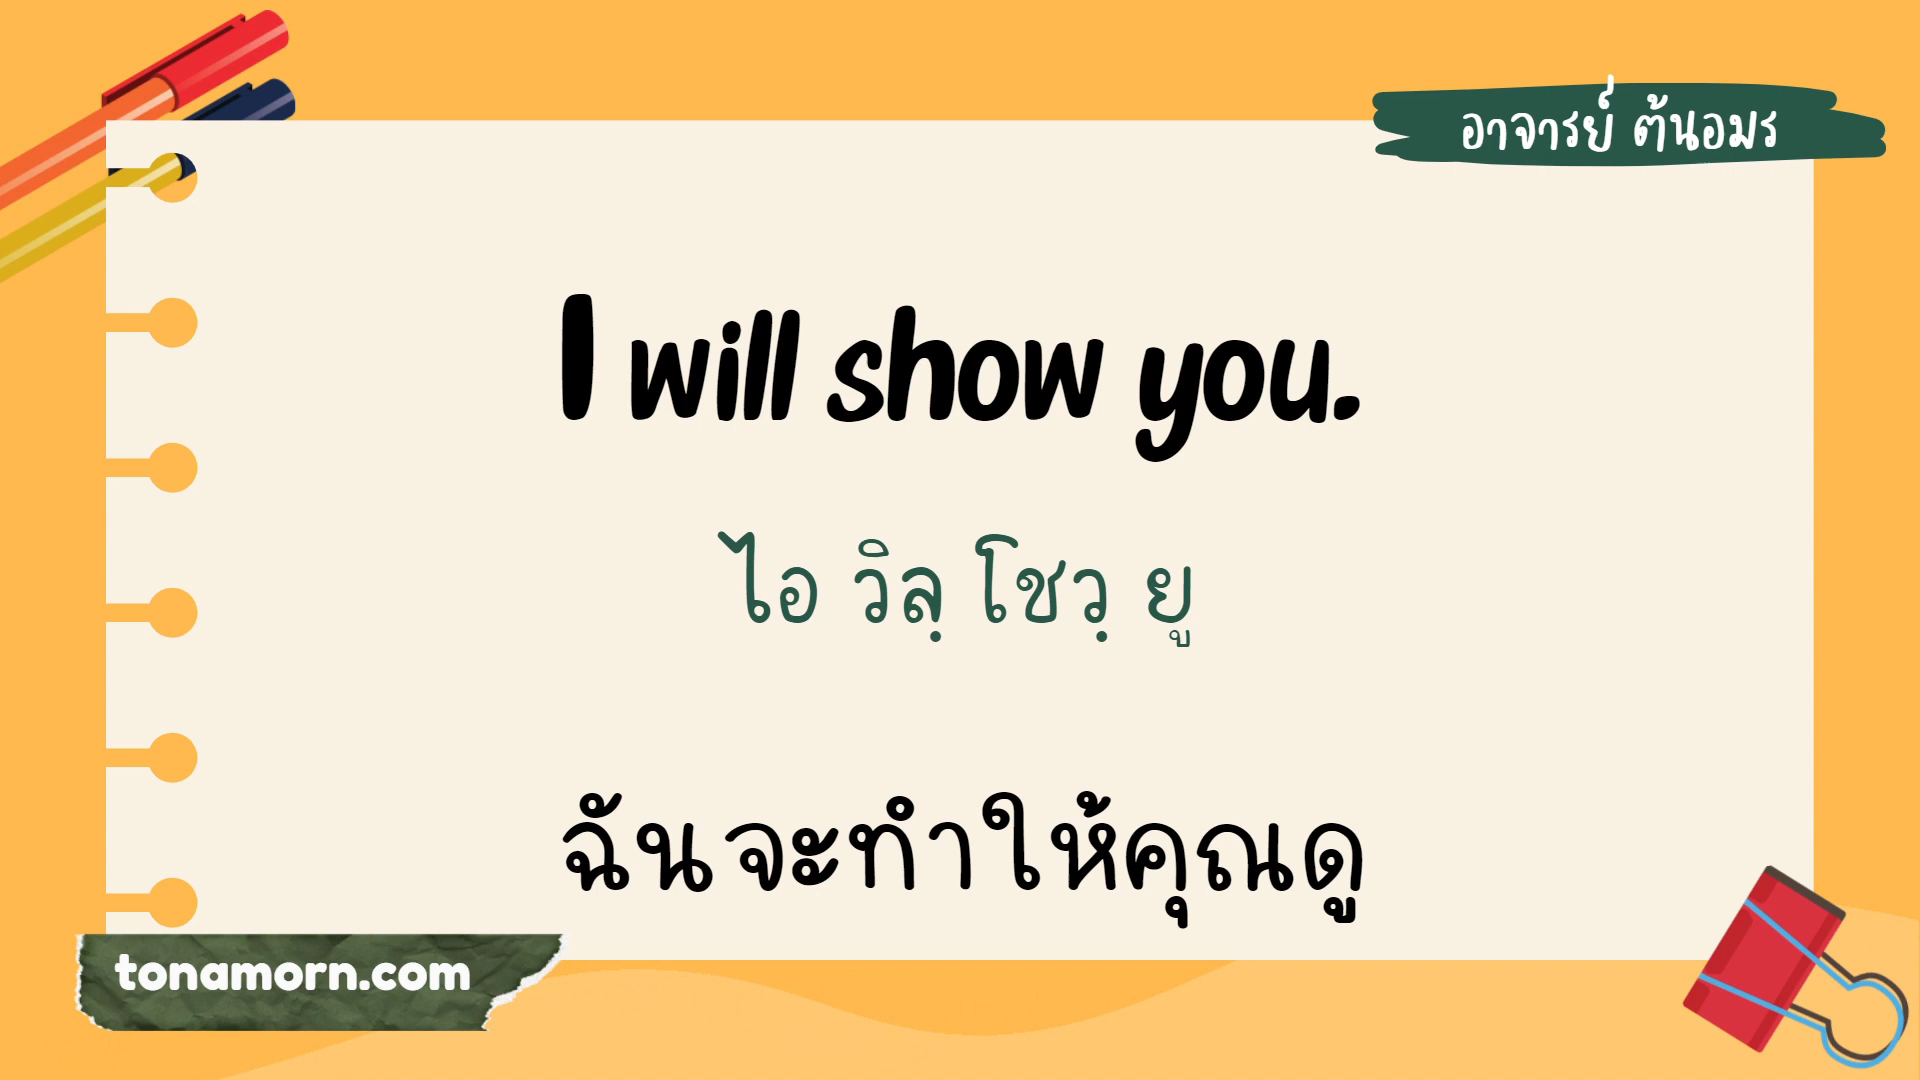 อาจารย์ ต้นอมร
I will show you.
ไอ วิลฺ โชวฺ ยู
ฉันจะทำให้คุณดู
tonamorn.com